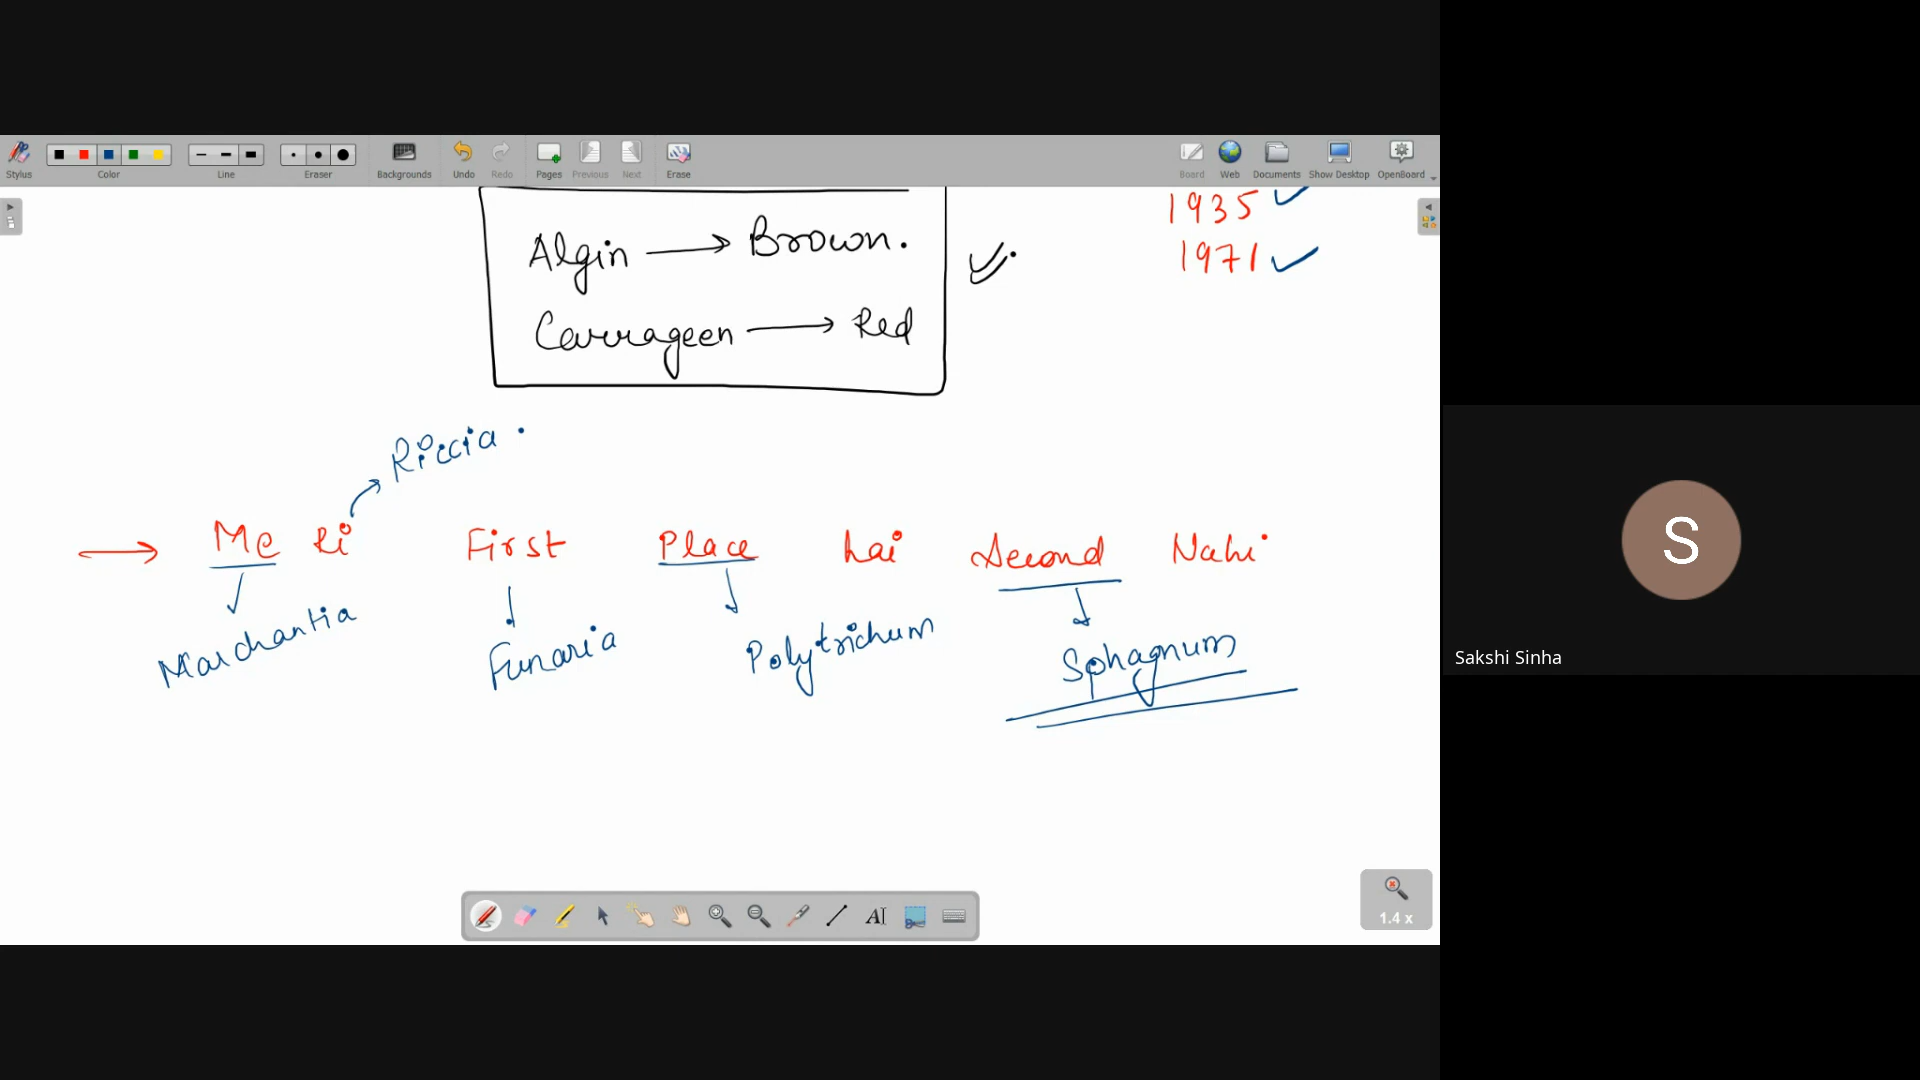 Stylus
Color
Line
Eraser
Backgrounds
Undo
Redo
Pages
Previous
Next
Erase
Board
Web
Documents
Show Desktop
OpenBoard
1935
1971
Algin → Brown.
Carrageen → Red
Riccia
→ Me Ri First Place hai Second Nahi
Marchantia
Funaria
Polytrichum
Sphagnum
AI
1.4 x
S
Sakshi Sinha